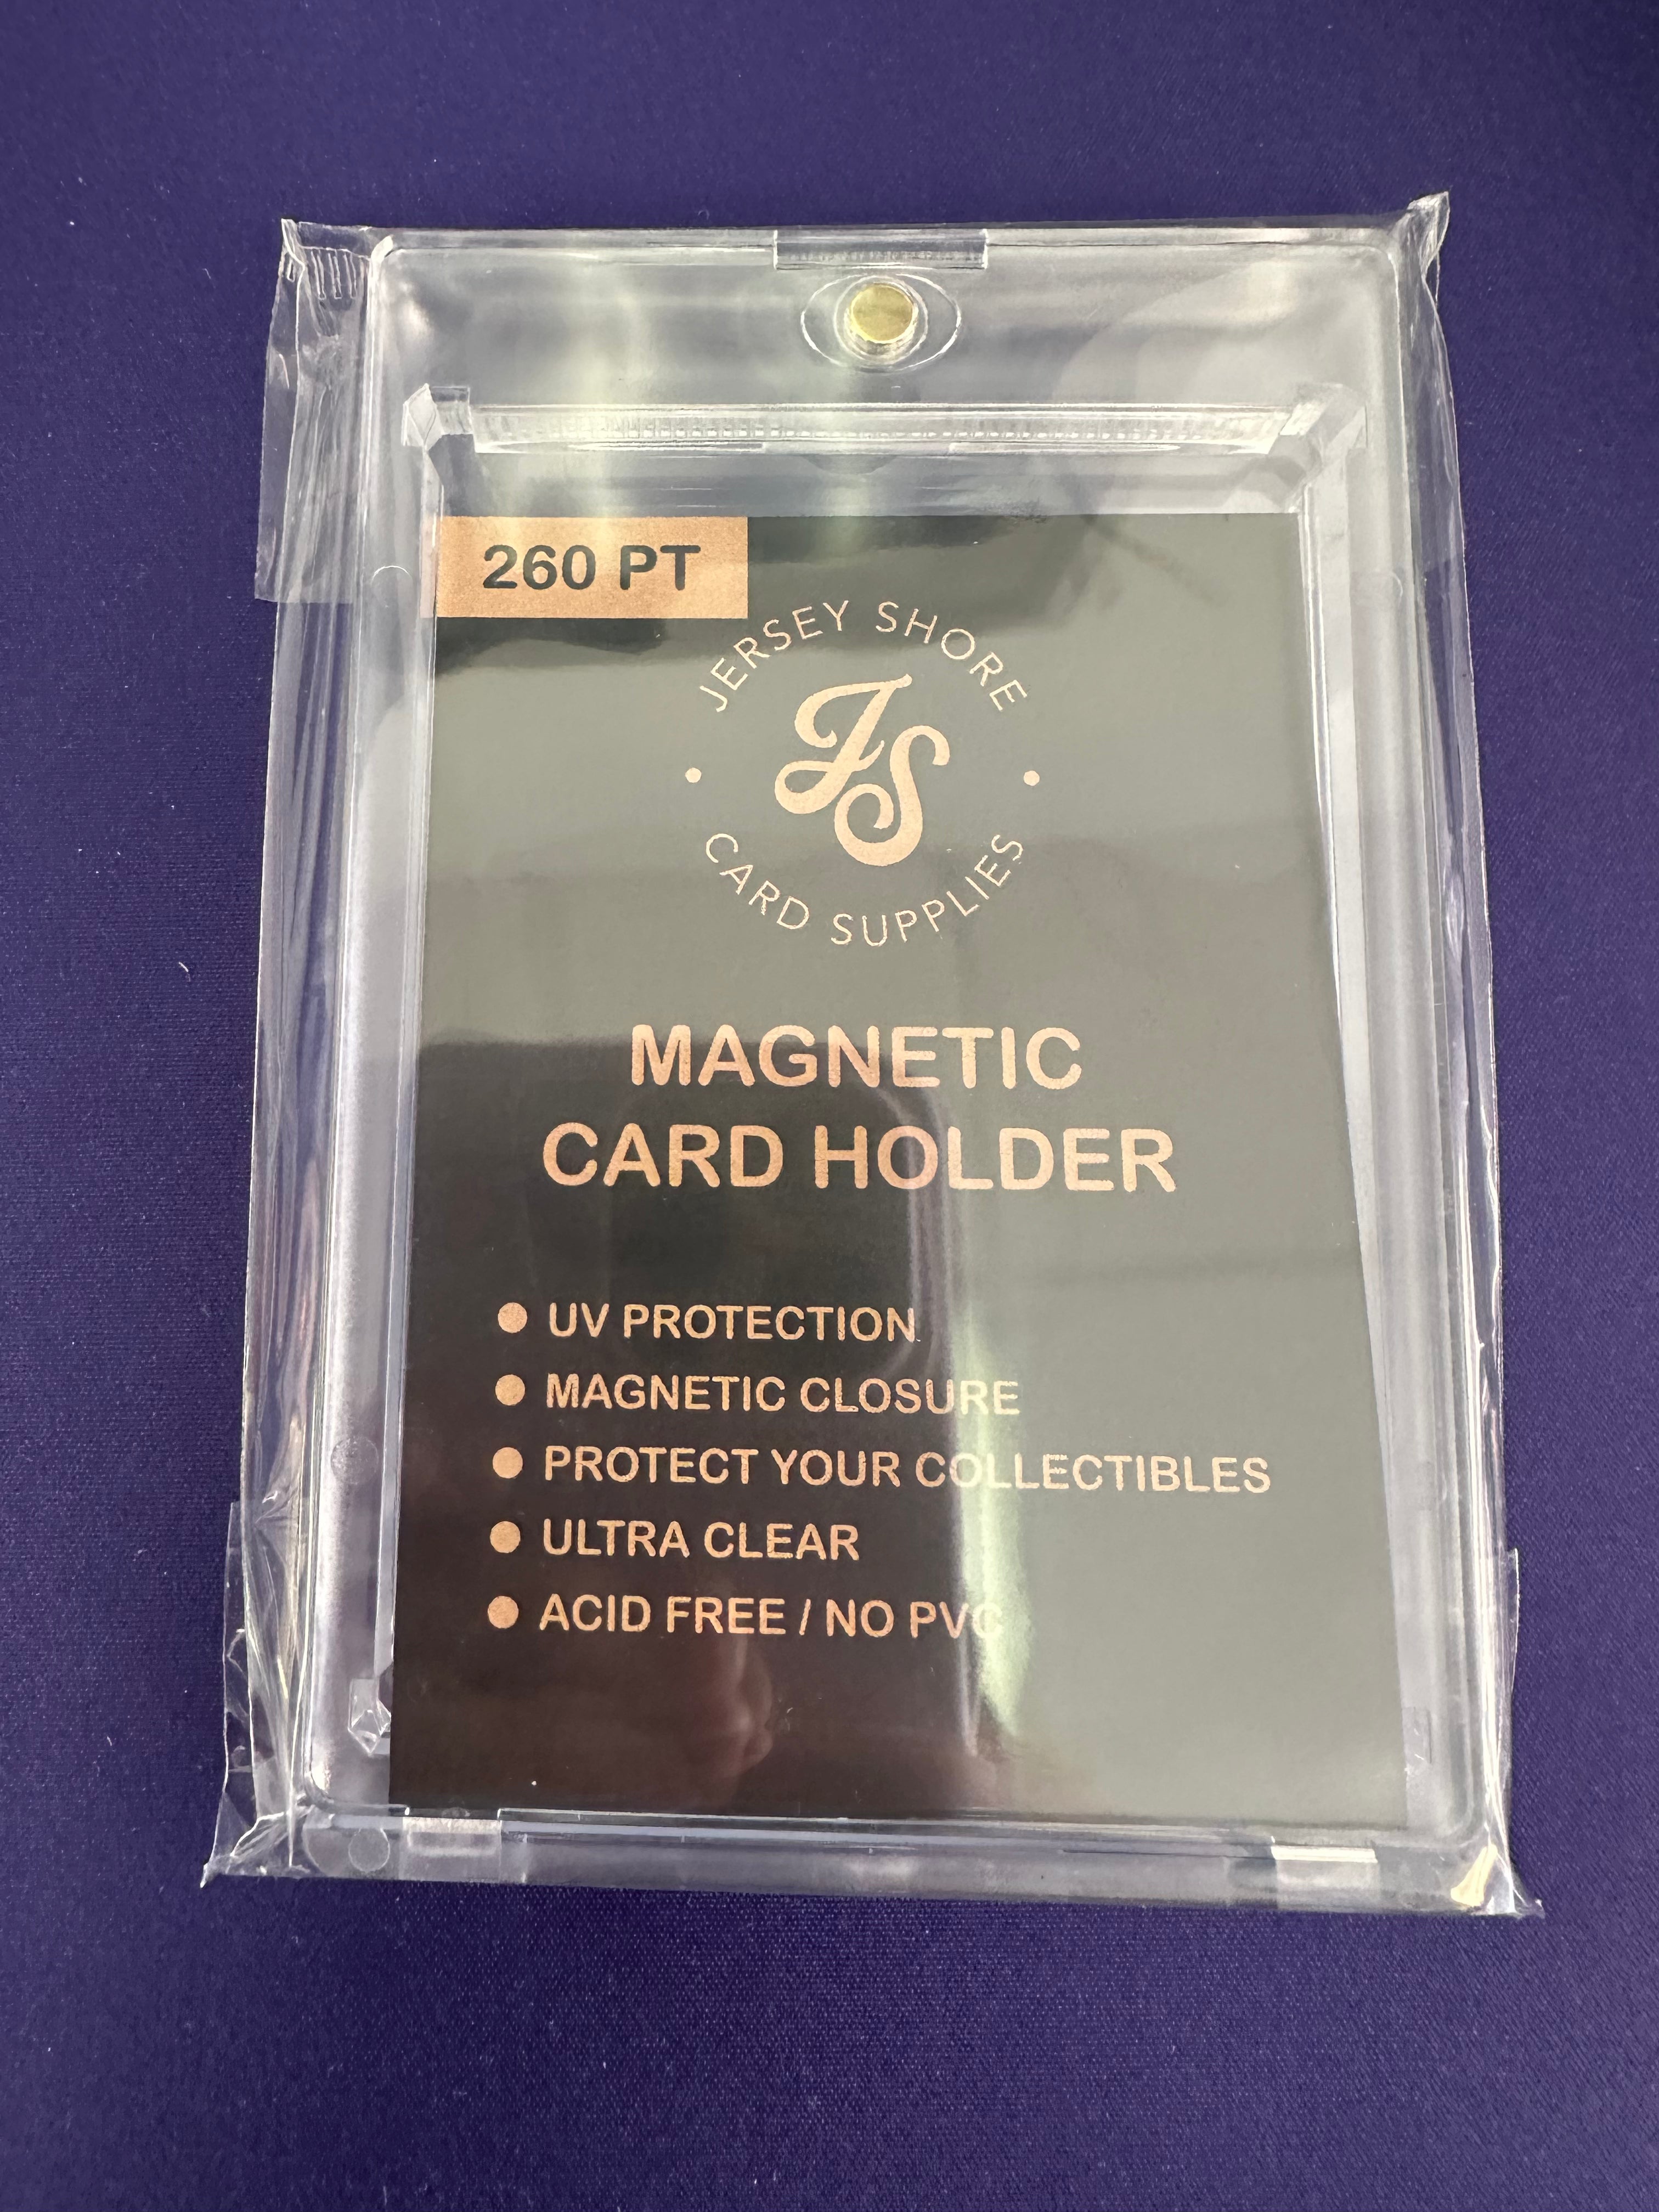 260 PT
JERSEY SHORE
JS
CARD SUPPLIES
MAGNETIC
CARD HOLDER
● UV PROTECTION
● MAGNETIC CLOSURE
● PROTECT YOUR COLLECTIBLES
● ULTRA CLEAR
● ACID FREE / NO PVC